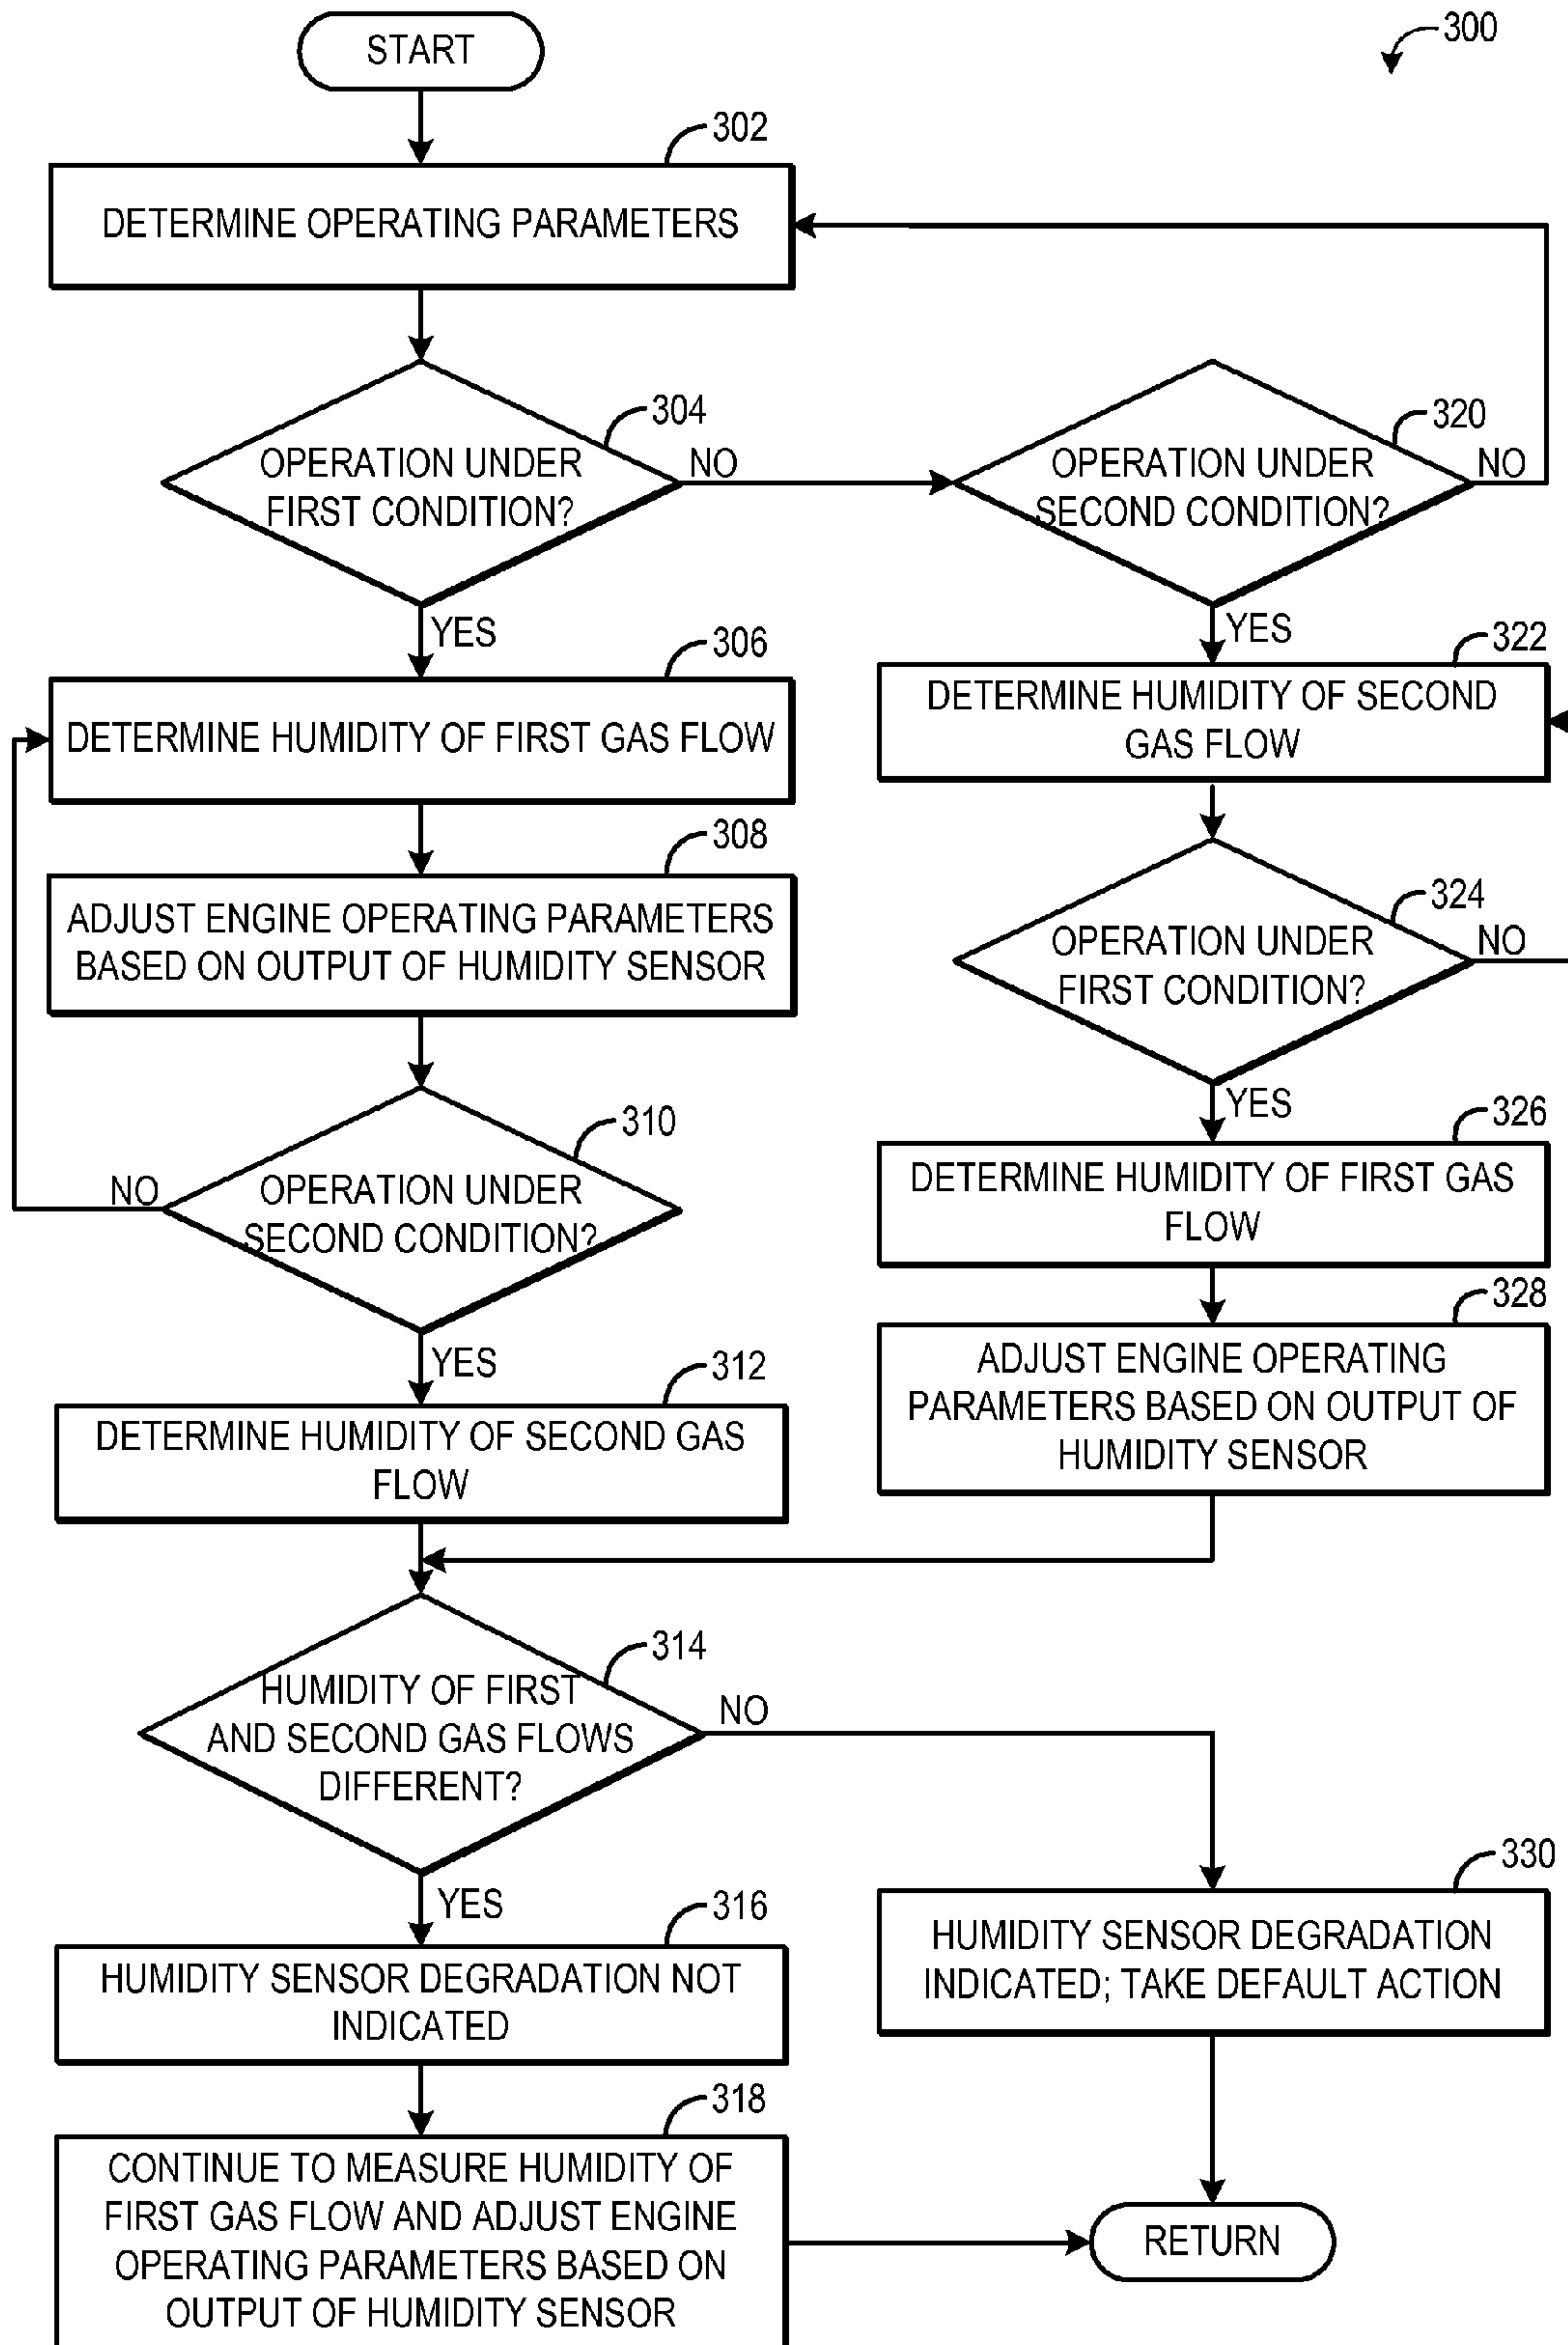 START
300
302
DETERMINE OPERATING PARAMETERS
304
OPERATION UNDER
FIRST CONDITION?
NO
YES
320
OPERATION UNDER
SECOND CONDITION?
NO
YES
306
DETERMINE HUMIDITY OF FIRST GAS FLOW
308
ADJUST ENGINE OPERATING PARAMETERS
BASED ON OUTPUT OF HUMIDITY SENSOR
310
OPERATION UNDER
SECOND CONDITION?
NO
YES
312
DETERMINE HUMIDITY OF SECOND GAS
FLOW
322
DETERMINE HUMIDITY OF SECOND
GAS FLOW
324
OPERATION UNDER
FIRST CONDITION?
NO
YES
326
DETERMINE HUMIDITY OF FIRST GAS
FLOW
328
ADJUST ENGINE OPERATING
PARAMETERS BASED ON OUTPUT OF
HUMIDITY SENSOR
314
HUMIDITY OF FIRST
AND SECOND GAS FLOWS
DIFFERENT?
NO
YES
316
HUMIDITY SENSOR DEGRADATION NOT
INDICATED
318
CONTINUE TO MEASURE HUMIDITY OF
FIRST GAS FLOW AND ADJUST ENGINE
OPERATING PARAMETERS BASED ON
OUTPUT OF HUMIDITY SENSOR
330
HUMIDITY SENSOR DEGRADATION
INDICATED; TAKE DEFAULT ACTION
RETURN